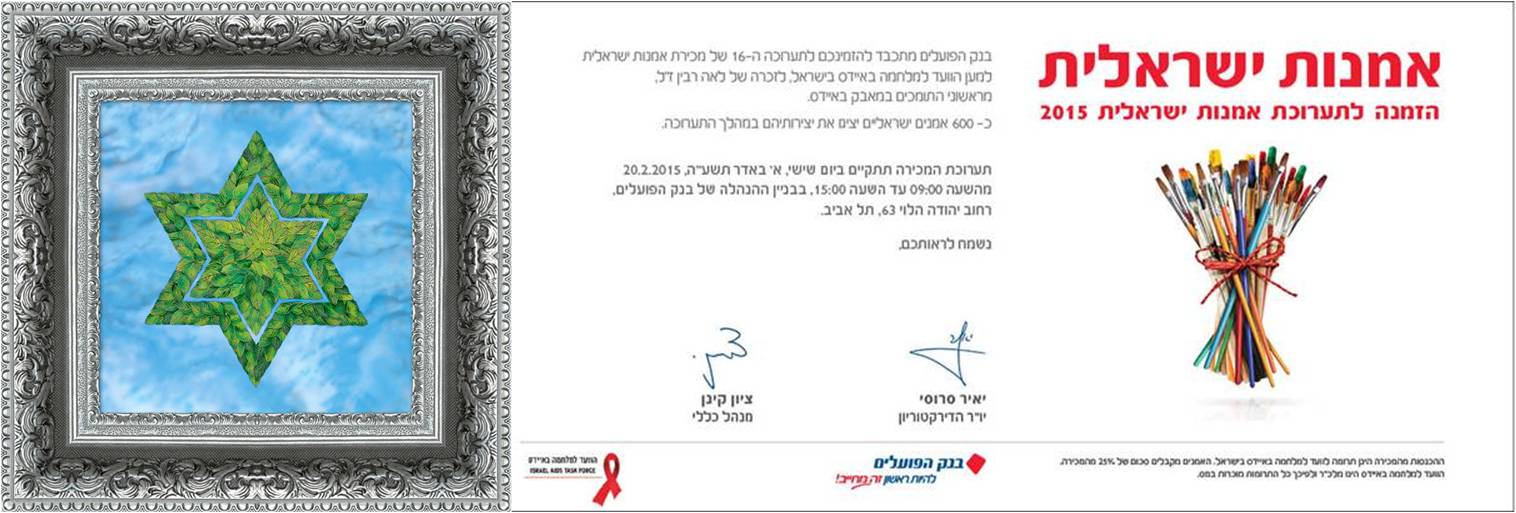 אמנות ישראלית
הזמנה לתערוכת אמנות ישראלית 2015
בנק הפועלים מתכבד להזמינכם לתערוכה ה-16 של מכירת אמנות ישראלית
למען הוועד למלחמה באיידס בישראל, לזכרה של לאה רבין ז"ל,
מראשוני התומכים במאבק באיידס.
כ- 600 אמנים ישראליים יציגו את יצירותיהם במהלך התערוכה.
תערוכת המכירה תתקיים ביום שישי, א' באדר תשע"ה, 20.2.2015
מהשעה 09:00 עד השעה 15:00, בבניין ההנהלה של בנק הפועלים,
רחוב יהודה הלוי 63, תל אביב.
נשמח לראותכם,
יאיר סרוסי
יו"ר הדירקטוריון
ציון קינן
מנהל כללי
ההכנסות מהמכירה הינן תרומה לוועד למלחמה באיידס בישראל. האמנים מקבלים סכום של 25% מהמכירה.
הוועד למלחמה באיידס הינו מלכ"ר ולפיכך כל התרומות מוכרות במס.
בנק הפועלים
להיות ראשון זה מחייב!
הוועד למלחמה באיידס
ISRAEL AIDS TASK FORCE